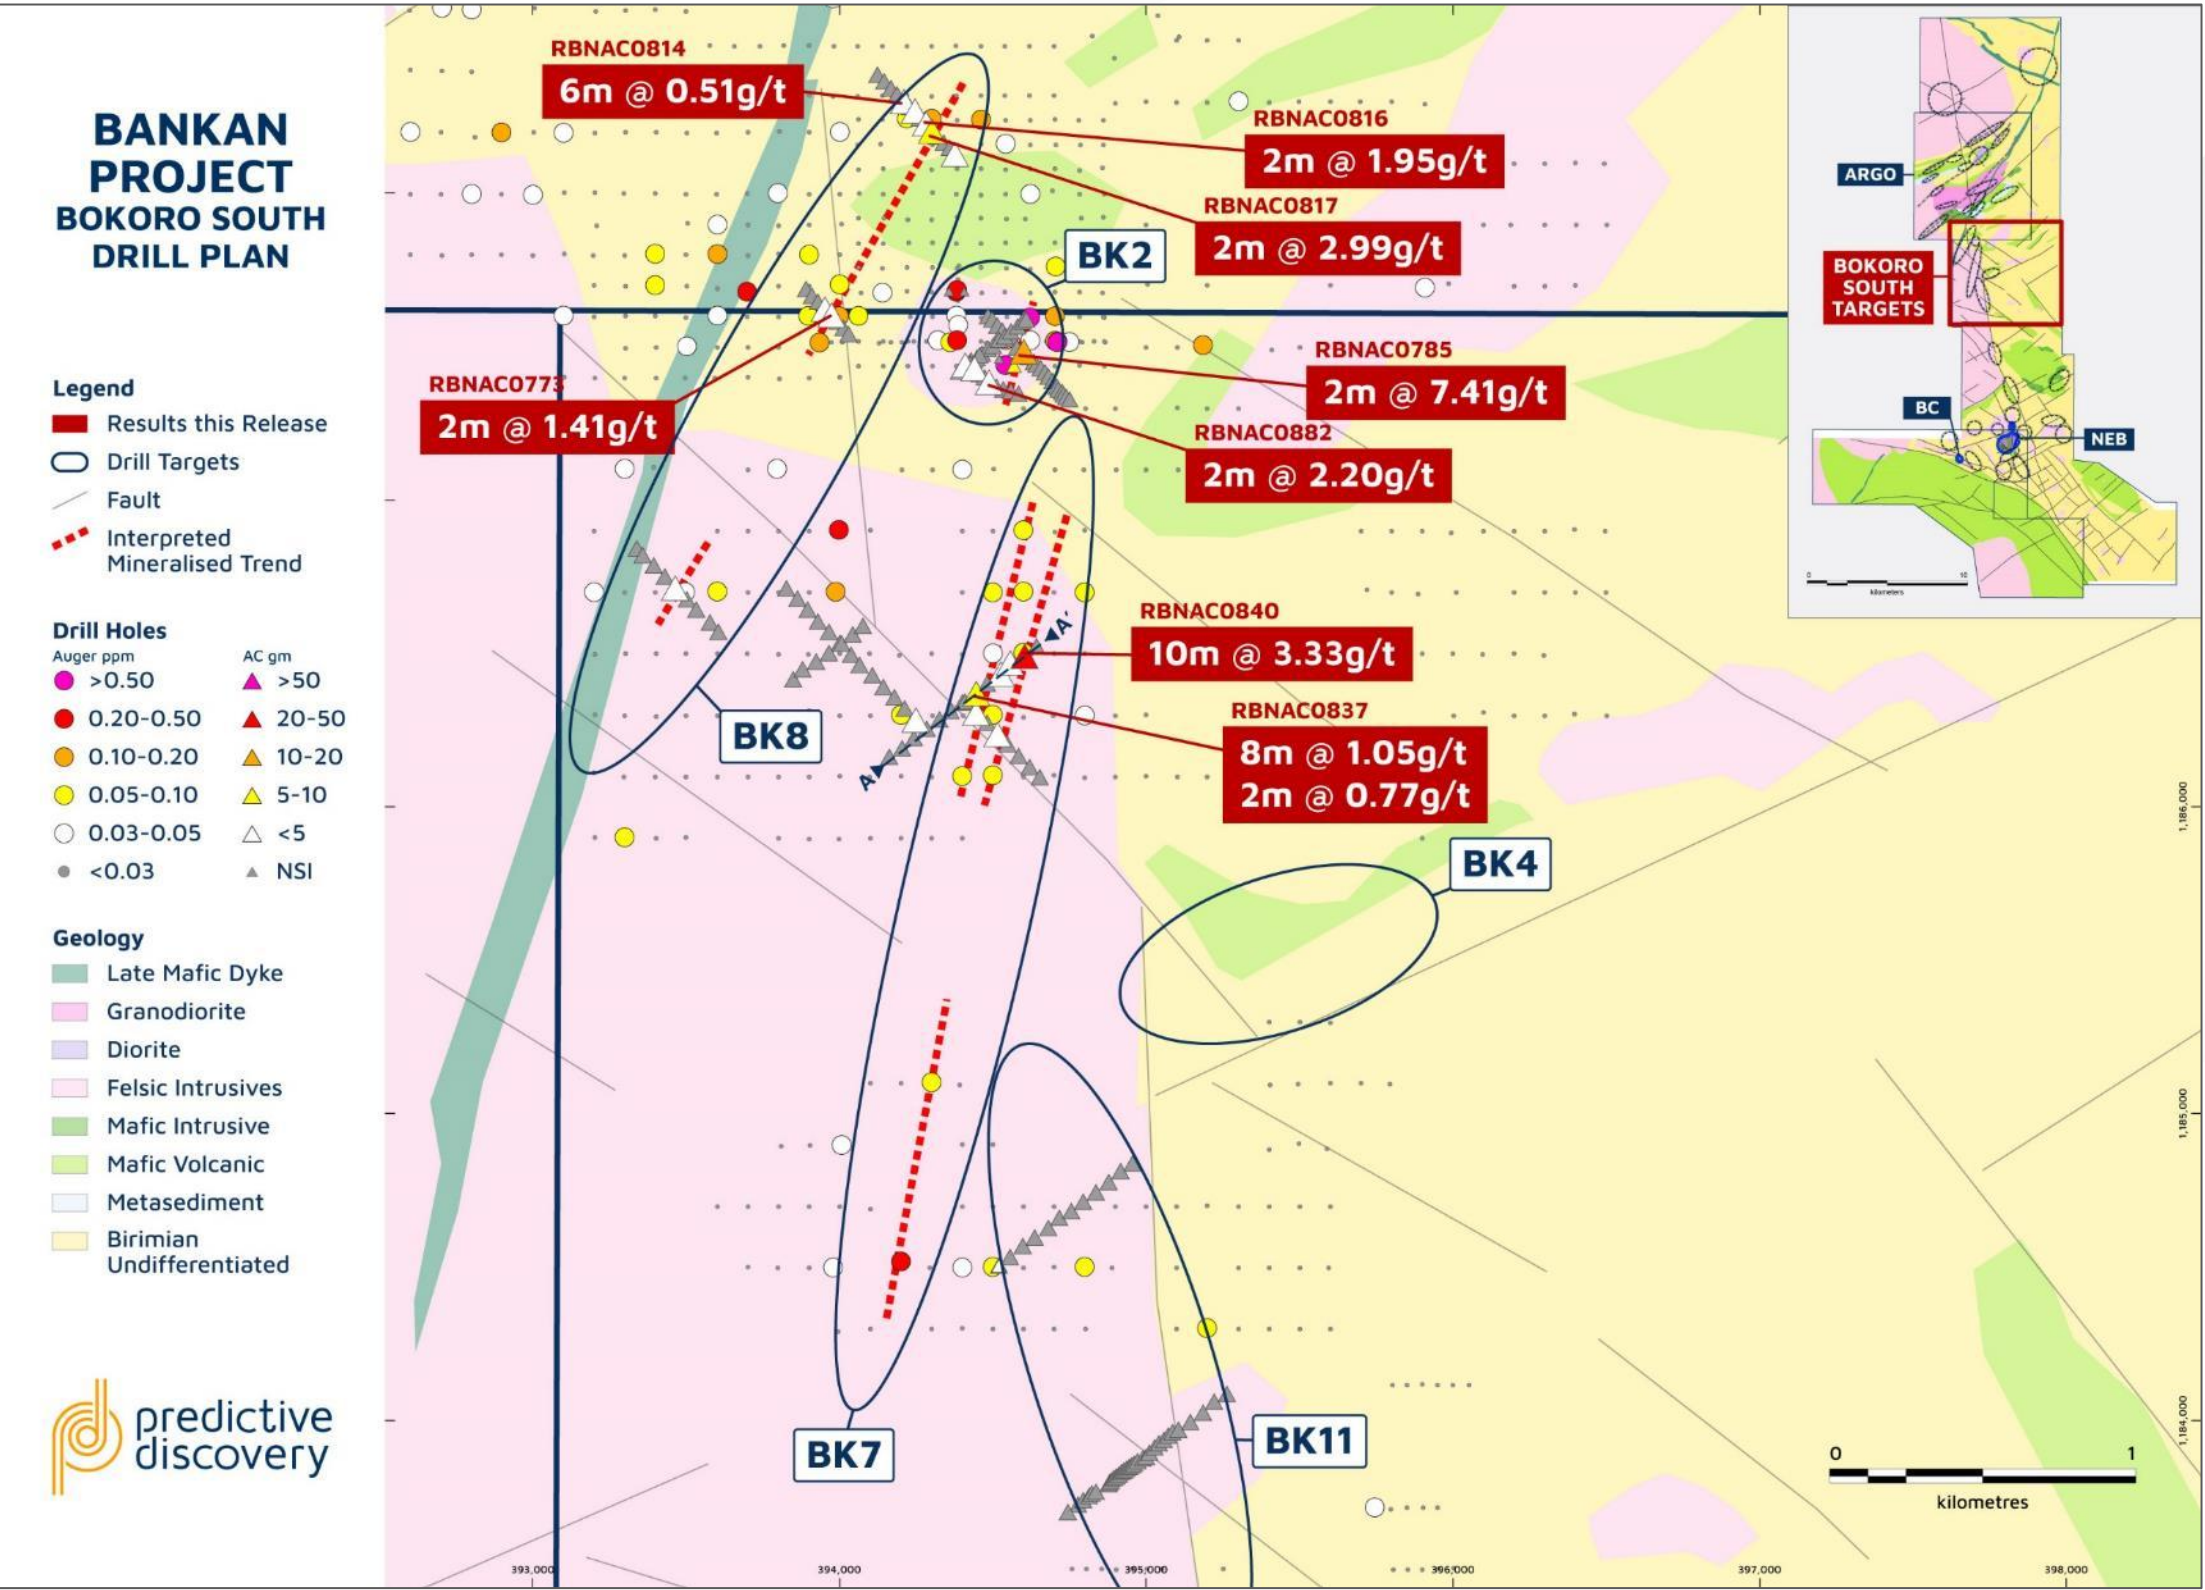 BANKAN
PROJECT
BOKORO SOUTH
DRILL PLAN
Legend
Results this Release
Drill Targets
Fault
Interpreted
Mineralised Trend
Drill Holes
Auger ppm AC gm
>0.50 >50
0.20-0.50 20-50
0.10-0.20 10-20
0.05-0.10 5-10
0.03-0.05 <5
<0.03 NSI
Geology
Late Mafic Dyke
Granodiorite
Diorite
Felsic Intrusives
Mafic Intrusive
Mafic Volcanic
Metasediment
Birimian
Undifferentiated
predictive
discovery
RBNAC0814
6m @ 0.51g/t
RBNAC0816
2m @ 1.95g/t
RBNAC0817
2m @ 2.99g/t
BK2
RBNAC0785
2m @ 7.41g/t
RBNAC0773
2m @ 1.41g/t
RBNAC0882
2m @ 2.20g/t
RBNAC0840
10m @ 3.33g/t
A'
RBNAC0837
8m @ 1.05g/t
2m @ 0.77g/t
BK8
A
BK4
BK7
BK11
ARGO
BOKORO
SOUTH
TARGETS
BC
NEB
0 10
kilometers
1,186,000
1,185,000
1,184,000
0 1
kilometres
393,000 394,000 395,000 396,000 397,000 398,000